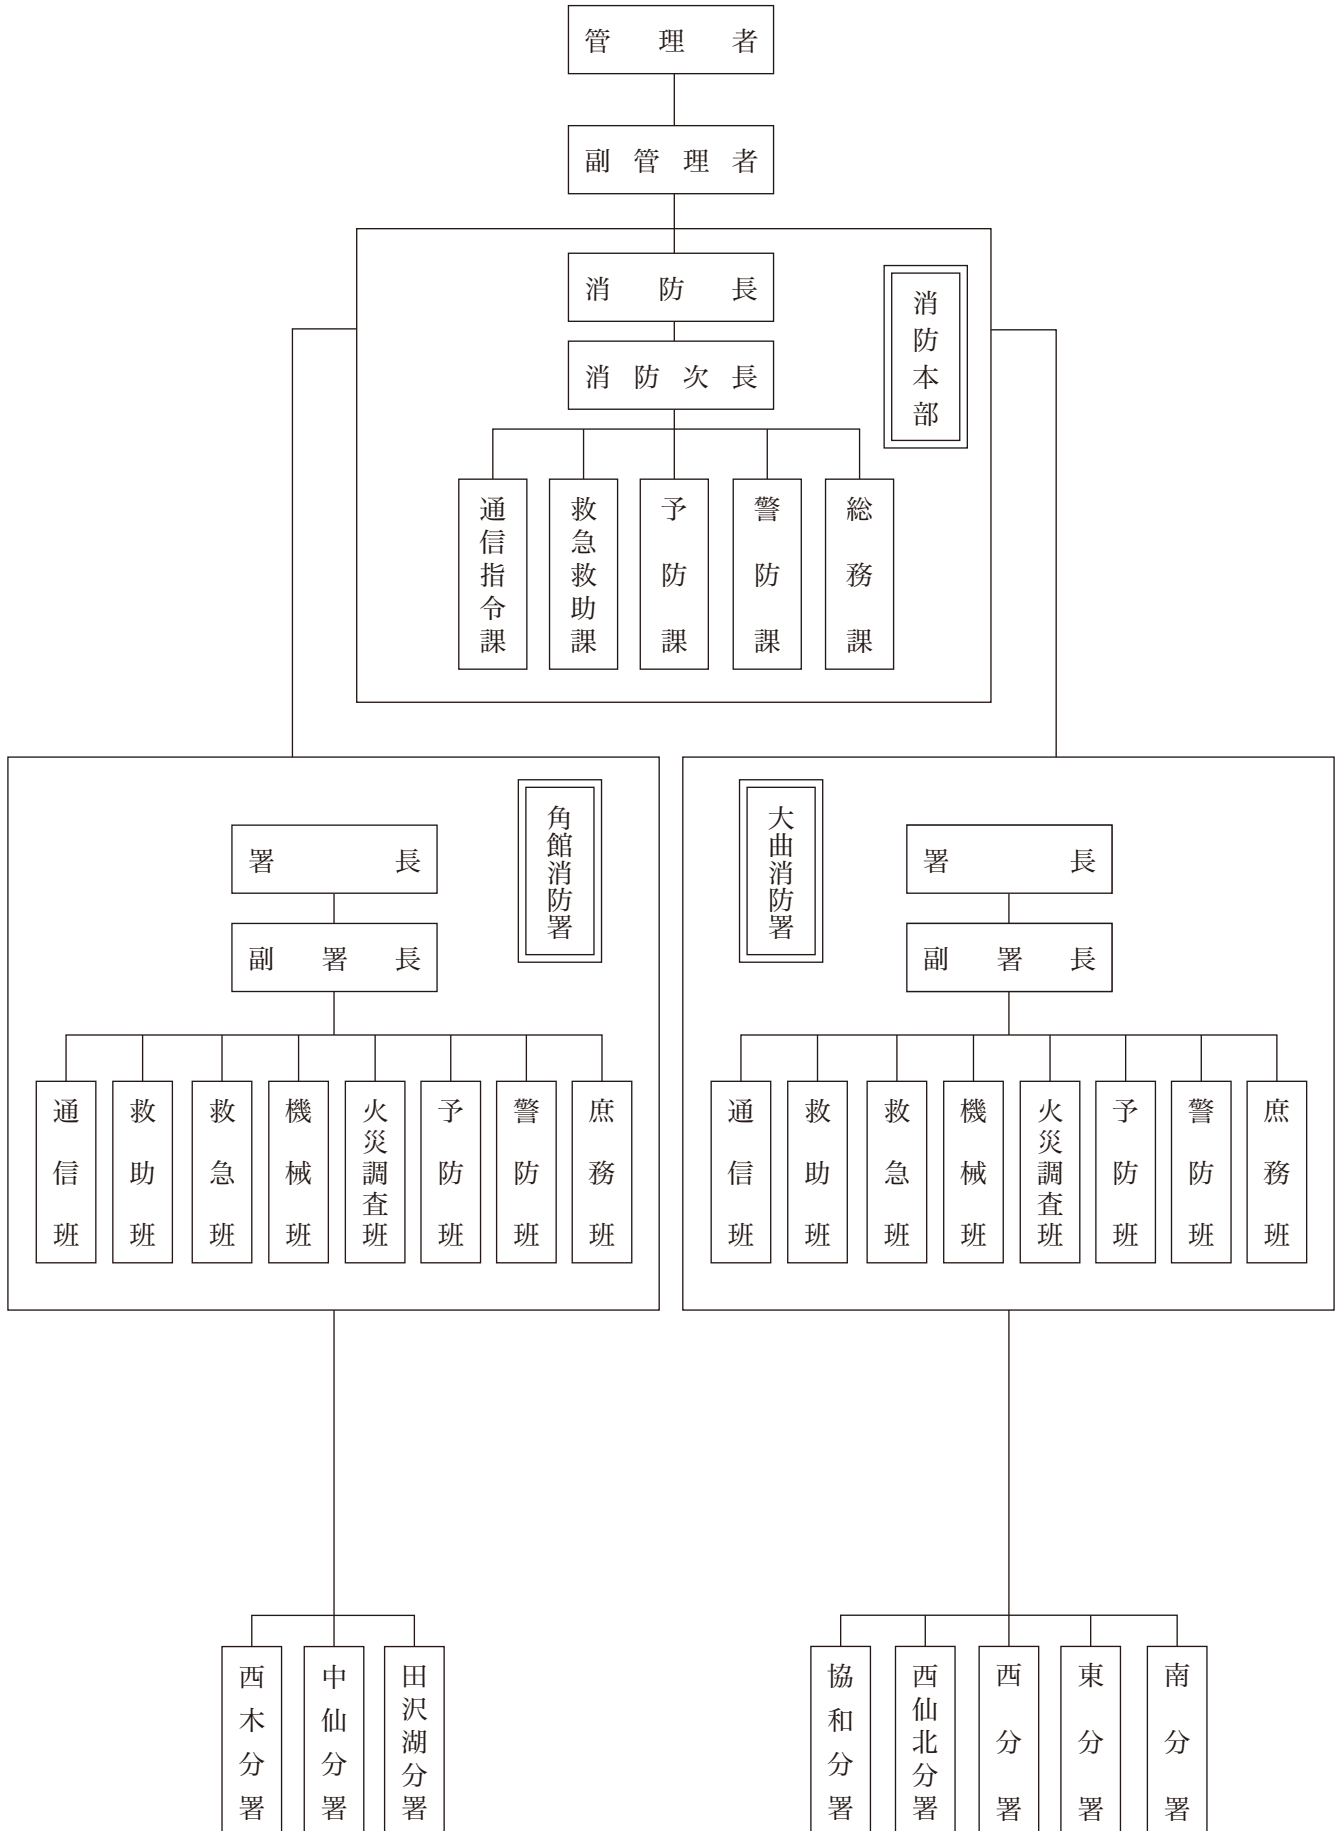 管理者
副管理者
消防長
消防次長
消防本部
総務課
警防課
予防課
救急救助課
通信指令課
大曲消防署
署長
副署長
庶務班
警防班
予防班
火災調査班
機械班
救急班
救助班
通信班
角館消防署
署長
副署長
庶務班
警防班
予防班
火災調査班
機械班
救急班
救助班
通信班
南分署
東分署
西分署
西仙北分署
協和分署
田沢湖分署
中仙分署
西木分署